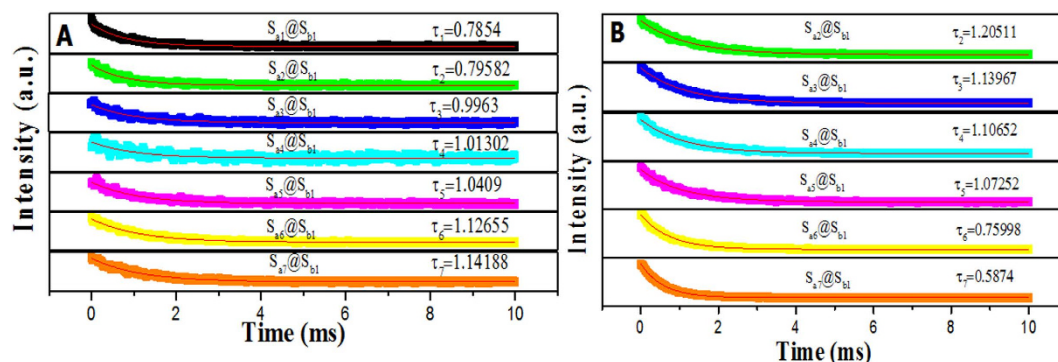 A
Intensity (a.u.)
Sa1@Sb1 τ1=0.7854
Sa2@Sb1 τ2=0.79582
Sa3@Sb1 τ3=0.9963
Sa4@Sb1 τ4=1.01302
Sa5@Sb1 τ5=1.0409
Sa6@Sb1 τ6=1.12655
Sa7@Sb1 τ7=1.14188
0 2 4 6 8 10
Time (ms)
B
Intensity (a.u.)
Sa2@Sb1 τ2=1.20511
Sa3@Sb1 τ3=1.13967
Sa4@Sb1 τ4=1.10652
Sa5@Sb1 τ5=1.07252
Sa6@Sb1 τ6=0.75998
Sa7@Sb1 τ7=0.5874
0 2 4 6 8 10
Time (ms)